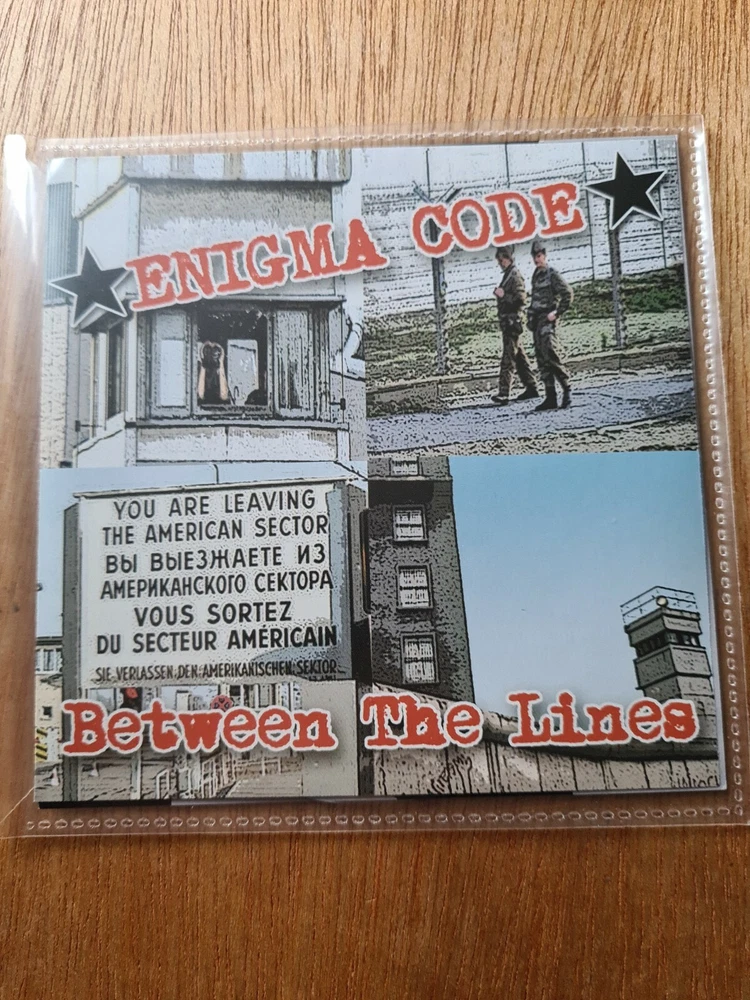 ENIGMA CODE
YOU ARE LEAVING
THE AMERICAN SECTOR
ВЫ ВЫЕЗЖАЕТЕ ИЗ
АМЕРИКАНСКОГО СЕКТОРА
VOUS SORTEZ
DU SECTEUR AMÉRICAIN
SIE VERLASSEN DEN AMERIKANISCHEN SEKTOR
Between The Lines